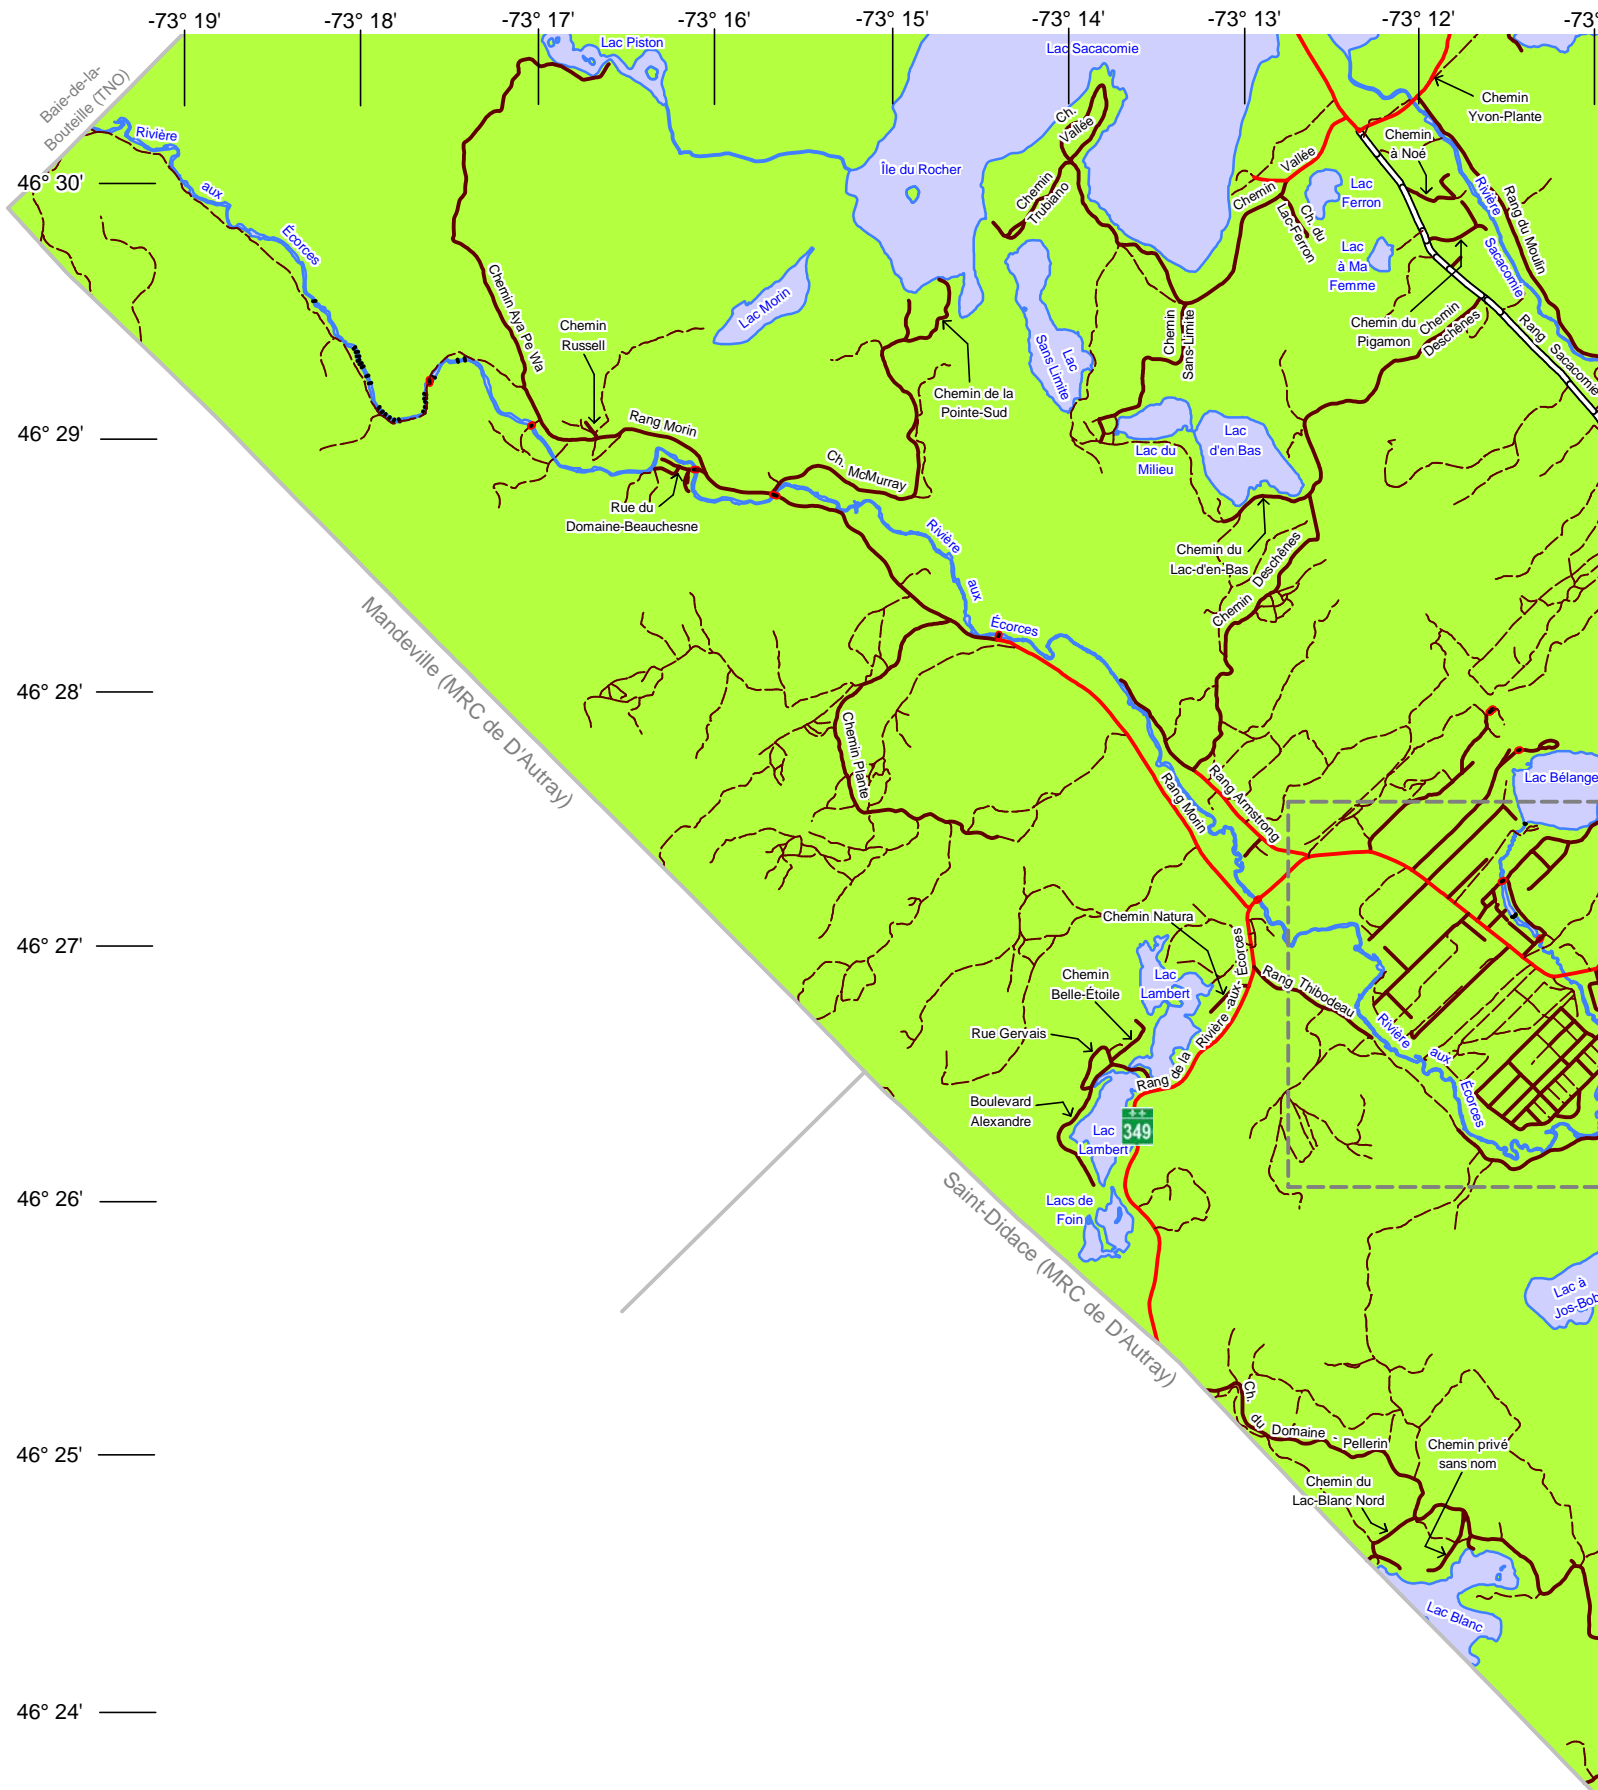 -73° 19'
-73° 18'
-73° 17'
-73° 16'
-73° 15'
-73° 14'
-73° 13'
-73° 12'
-73°
Baie-de-la-
Bouteille (TNO)
Lac Piston
Lac Sacacomie
Chemin
Yvon-Plante
Rivière
aux
Écorces
Ch.
Vallée
Chemin
à Noé
46° 30'
Île du Rocher
Chemin
Trubiano
Chemin
Vallée
Lac
Ferron
Ch. du
Lac-Ferron
Rivière
Sacacomie
Rang du Moulin
Lac
à Ma
Femme
Chemin Aya Pe Wa
Lac Morin
Chemin
Russell
Lac
Sans Limite
Chemin
Sans-Limite
Chemin du
Pigamon
Chemin
Deschênes
Rang Sacacomie
Chemin de la
Pointe-Sud
46° 29'
Rang Morin
Ch. McMurray
Lac du
Milieu
Lac
d'en Bas
Rue du
Domaine-Beauchesne
Rivière
aux
Écorces
Chemin du
Lac-d'en-Bas
Chemin Deschênes
Mandeville (MRC de D'Autray)
46° 28'
Chemin Plante
Rang Morin
Rang Armstrong
Lac Bélange
46° 27'
Chemin Natura
Chemin
Belle-Étoile
Lac
Lambert
Rang Thibodeau
Rang de la Rivière -aux- Écorces
Rue Gervais
Rivière
aux
Écorces
Boulevard
Alexandre
Lac
Lambert
349
46° 26'
Lacs de
Foin
Saint-Didace (MRC de D'Autray)
Lac à
Jos-Bob
46° 25'
Ch. du Domaine - Pellerin
Chemin privé
sans nom
Chemin du
Lac-Blanc Nord
Lac Blanc
46° 24'